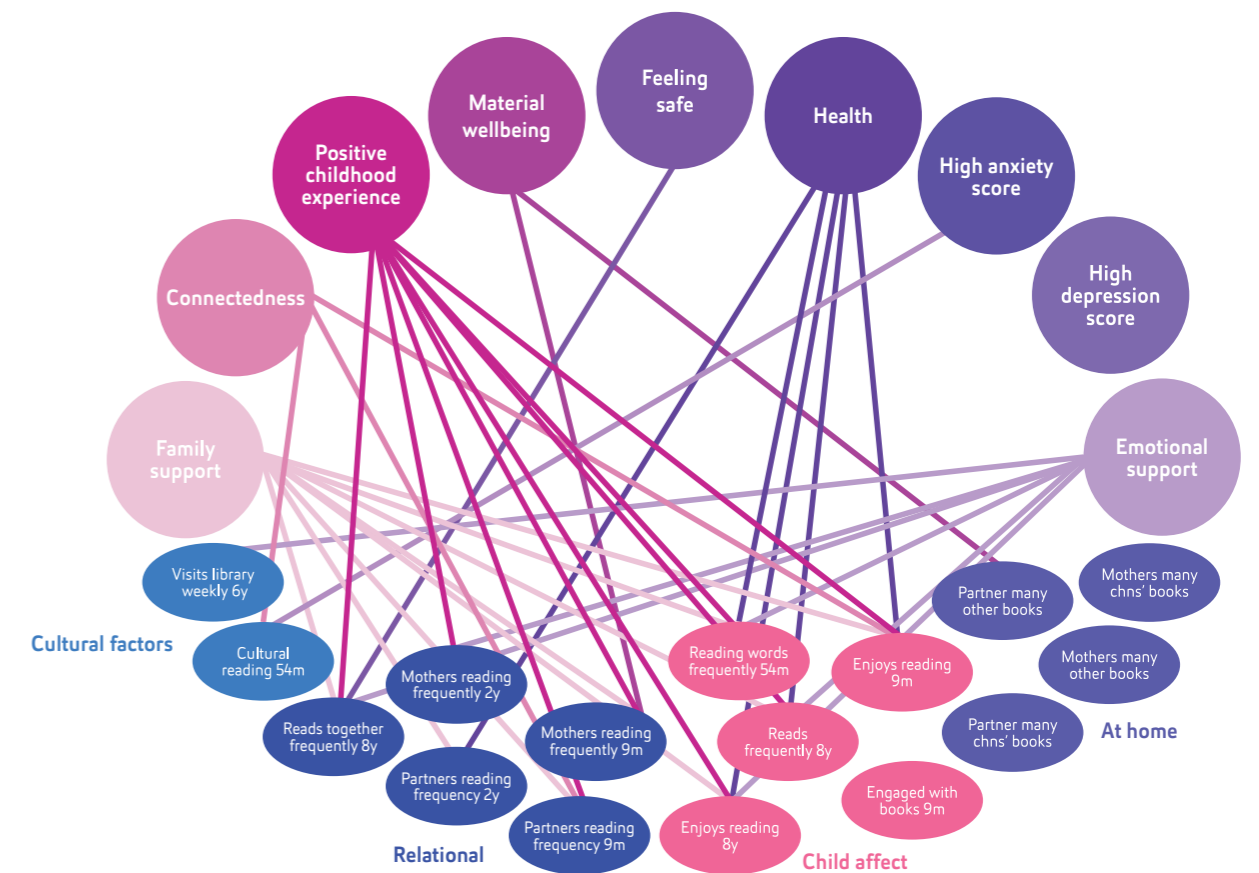 Feeling
safe
Material
wellbeing
Health
Positive
childhood
experience
High anxiety
score
Connectedness
High
depression
score
Family
support
Emotional
support
Visits library
weekly 6y
Cultural factors
Cultural
reading 54m
Reads together
frequently 8y
Mothers reading
frequently 2y
Partners reading
frequency 2y
Mothers reading
frequently 9m
Partners reading
frequency 9m
Relational
Reading words
frequently 54m
Enjoys reading
9m
Reads
frequently 8y
Engaged with
books 9m
Enjoys reading
8y
Child affect
Partner many
other books
Mothers many
chns’ books
Mothers many
other books
Partner many
chns’ books
At home